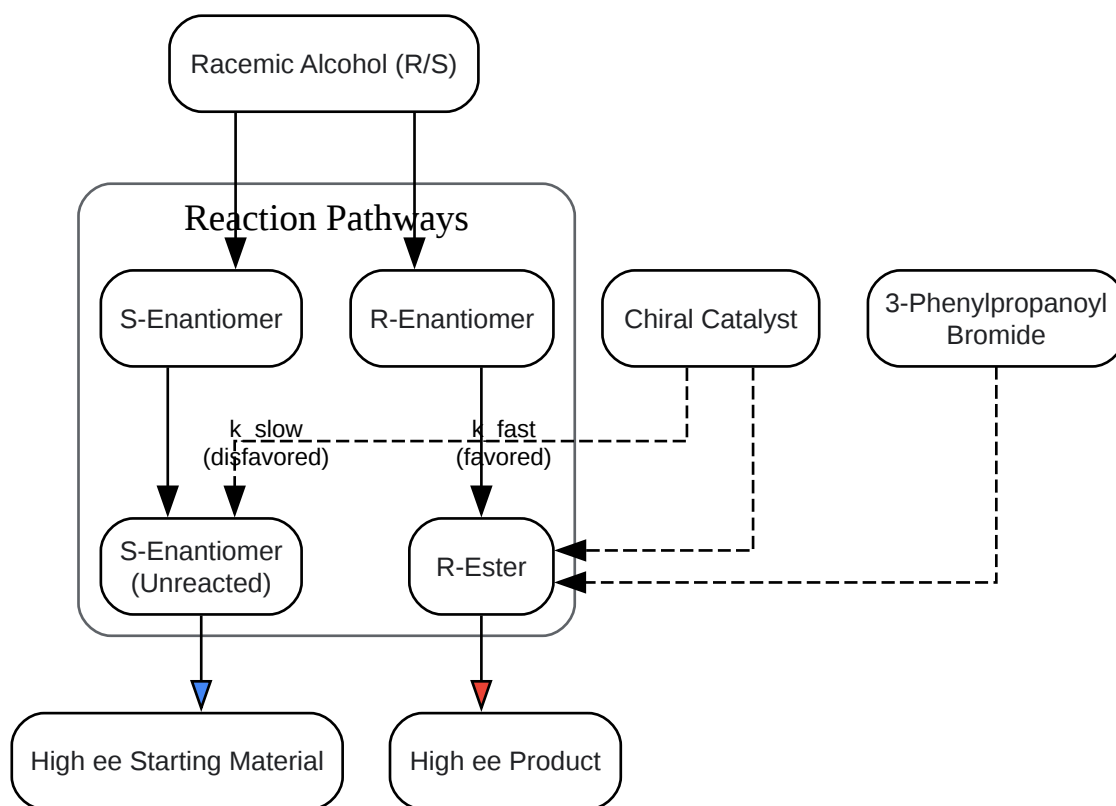 Racemic Alcohol (R/S)
Reaction Pathways
S-Enantiomer
R-Enantiomer
Chiral Catalyst
3-Phenylpropanoyl
Bromide
k_slow
(disfavored)
k_fast
(favored)
S-Enantiomer
(Unreacted)
R-Ester
High ee Starting Material
High ee Product